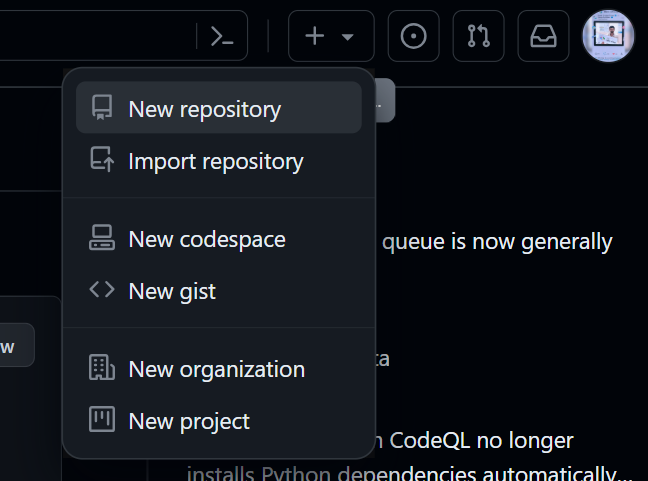 New repository
Import repository
New codespace
queue is now generally
New gist
w
ta
New organization
New project
n CodeQL no longer
installs Python dependencies automatically...